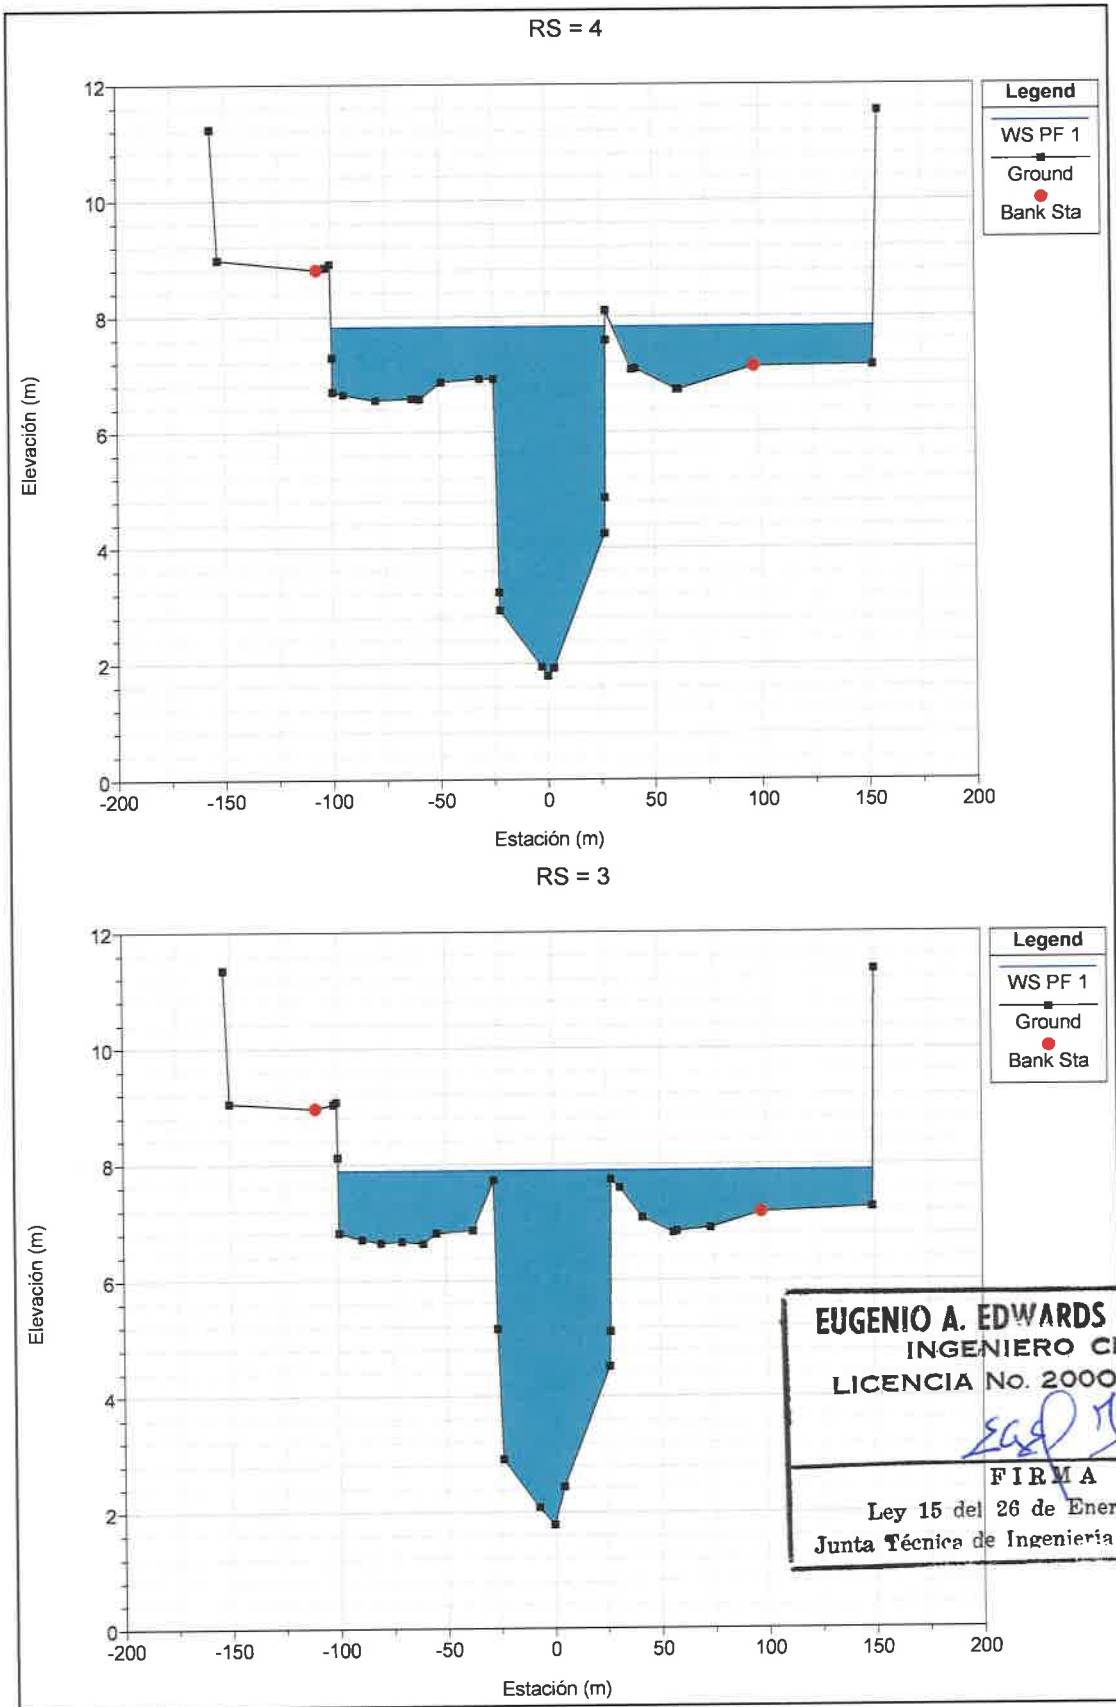 RS = 4
Legend
WS PF 1
Ground
Bank Sta
12
10
8
6
4
2
0
Elevación (m)
-200 -150 -100 -50 0 50 100 150 200
Estación (m)
RS = 3
Legend
WS PF 1
Ground
Bank Sta
12
10
8
6
4
2
0
Elevación (m)
-200 -150 -100 -50 0 50 100 150 200
Estación (m)
EUGENIO A. EDWARDS
INGENIERO CI
LICENCIA No. 2000
FIRMA
Ley 15 del 26 de Ener
Junta Técnica de Ingeniería